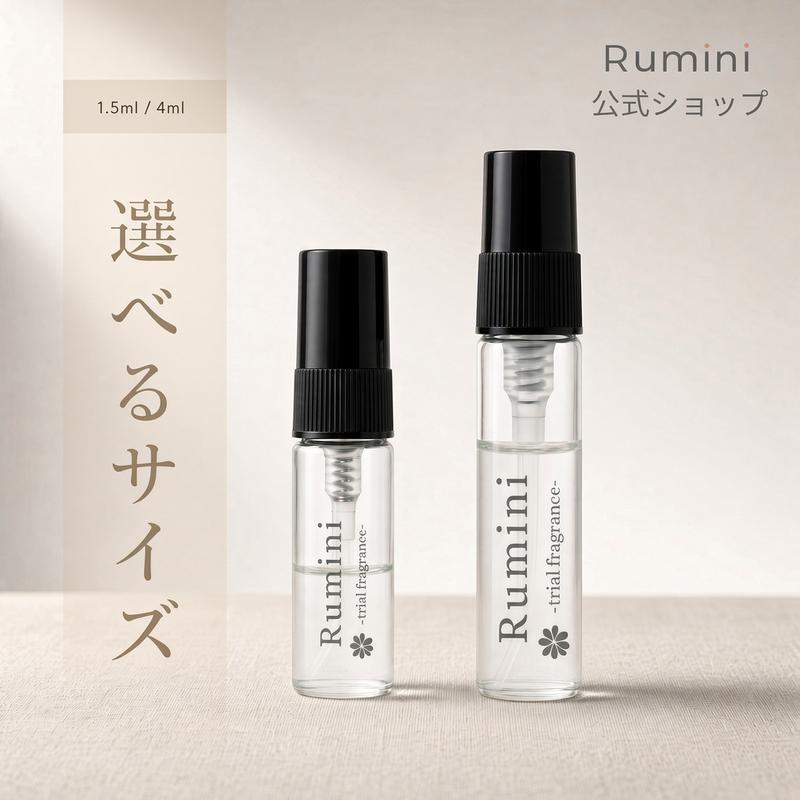 Rumini
公式ショップ
1.5ml / 4ml
選べるサイズ
Rumini
-trial fragrance-
Rumini
-trial fragrance-